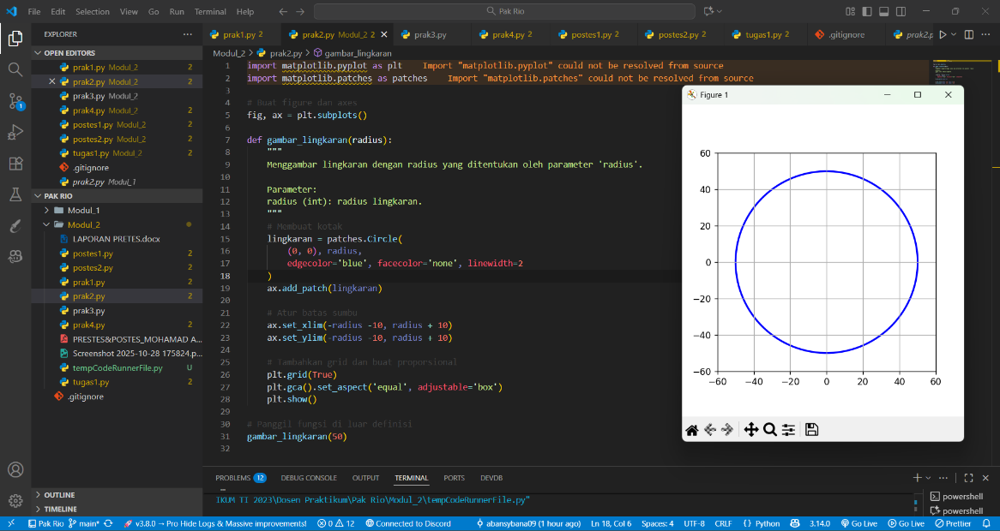 File Edit Selection View Go Run Terminal Help
Pak Rio
EXPLORER
prak1.py 2
prak2.py Modul_2 2
prak3.py
prak4.py 2
postes1.py 2
postes2.py 2
tugas1.py 2
.gitignore
prak2.p
OPEN EDITORS
prak1.py Modul_2 2
prak2.py Modul_2 2
prak3.py Modul_2
prak4.py Modul_2 2
postes1.py Modul_2 2
postes2.py Modul_2 2
tugas1.py Modul_2 2
.gitignore
prak2.py Modul_1
PAK RIO
Modul_1
Modul_2
LAPORAN PRETES.docx
postes1.py 2
postes2.py 2
prak1.py 2
prak2.py 2
prak3.py
prak4.py 2
PRESTES&POSTES_MOHAMAD A...
Screenshot 2025-10-28 175824.p...
tempCodeRunnerFile.py U
tugas1.py 2
.gitignore
OUTLINE
TIMELINE
Modul_2 > prak2.py > gambar_lingkaran
1 import matplotlib.pyplot as plt Import "matplotlib.pyplot" could not be resolved from source
2 import matplotlib.patches as patches Import "matplotlib.patches" could not be resolved from source
3
4 # Buat figure dan axes
5 fig, ax = plt.subplots()
6
7 def gambar_lingkaran(radius):
8 """
9 Menggambar lingkaran dengan radius yang ditentukan oleh parameter 'radius'.
10
11 Parameter:
12 radius (int): radius lingkaran.
13 """
14 # Membuat kotak
15 lingkaran = patches.Circle(
16 (0, 0), radius,
17 edgecolor='blue', facecolor='none', linewidth=2
18 )
19 ax.add_patch(lingkaran)
20
21 # Atur batas sumbu
22 ax.set_xlim(-radius -10, radius + 10)
23 ax.set_ylim(-radius -10, radius + 10)
24
25 # Tambahkan grid dan buat proporsional
26 plt.grid(True)
27 plt.gca().set_aspect('equal', adjustable='box')
28 plt.show()
29
30 # Panggil fungsi di luar definisi
31 gambar_lingkaran(50)
32
Figure 1
60
40
20
0
−20
−40
−60
−60 −40 −20 0 20 40 60
PROBLEMS 12 DEBUG CONSOLE OUTPUT TERMINAL PORTS DEVDB
IKUM TI 2023\Dosen Praktikum\Pak Rio\Modul_2\tempCodeRunnerFile.py"
powershell
powershell
Pak Rio main* v3.8.0 → Pro Hide Logs & Massive improvements! 0 12 Connected to Discord abansybana09 (1 hour ago) Ln 18, Col 6 Spaces: 4 UTF-8 CRLF {} Python 3.14.0 Go Live Go Live Prettier